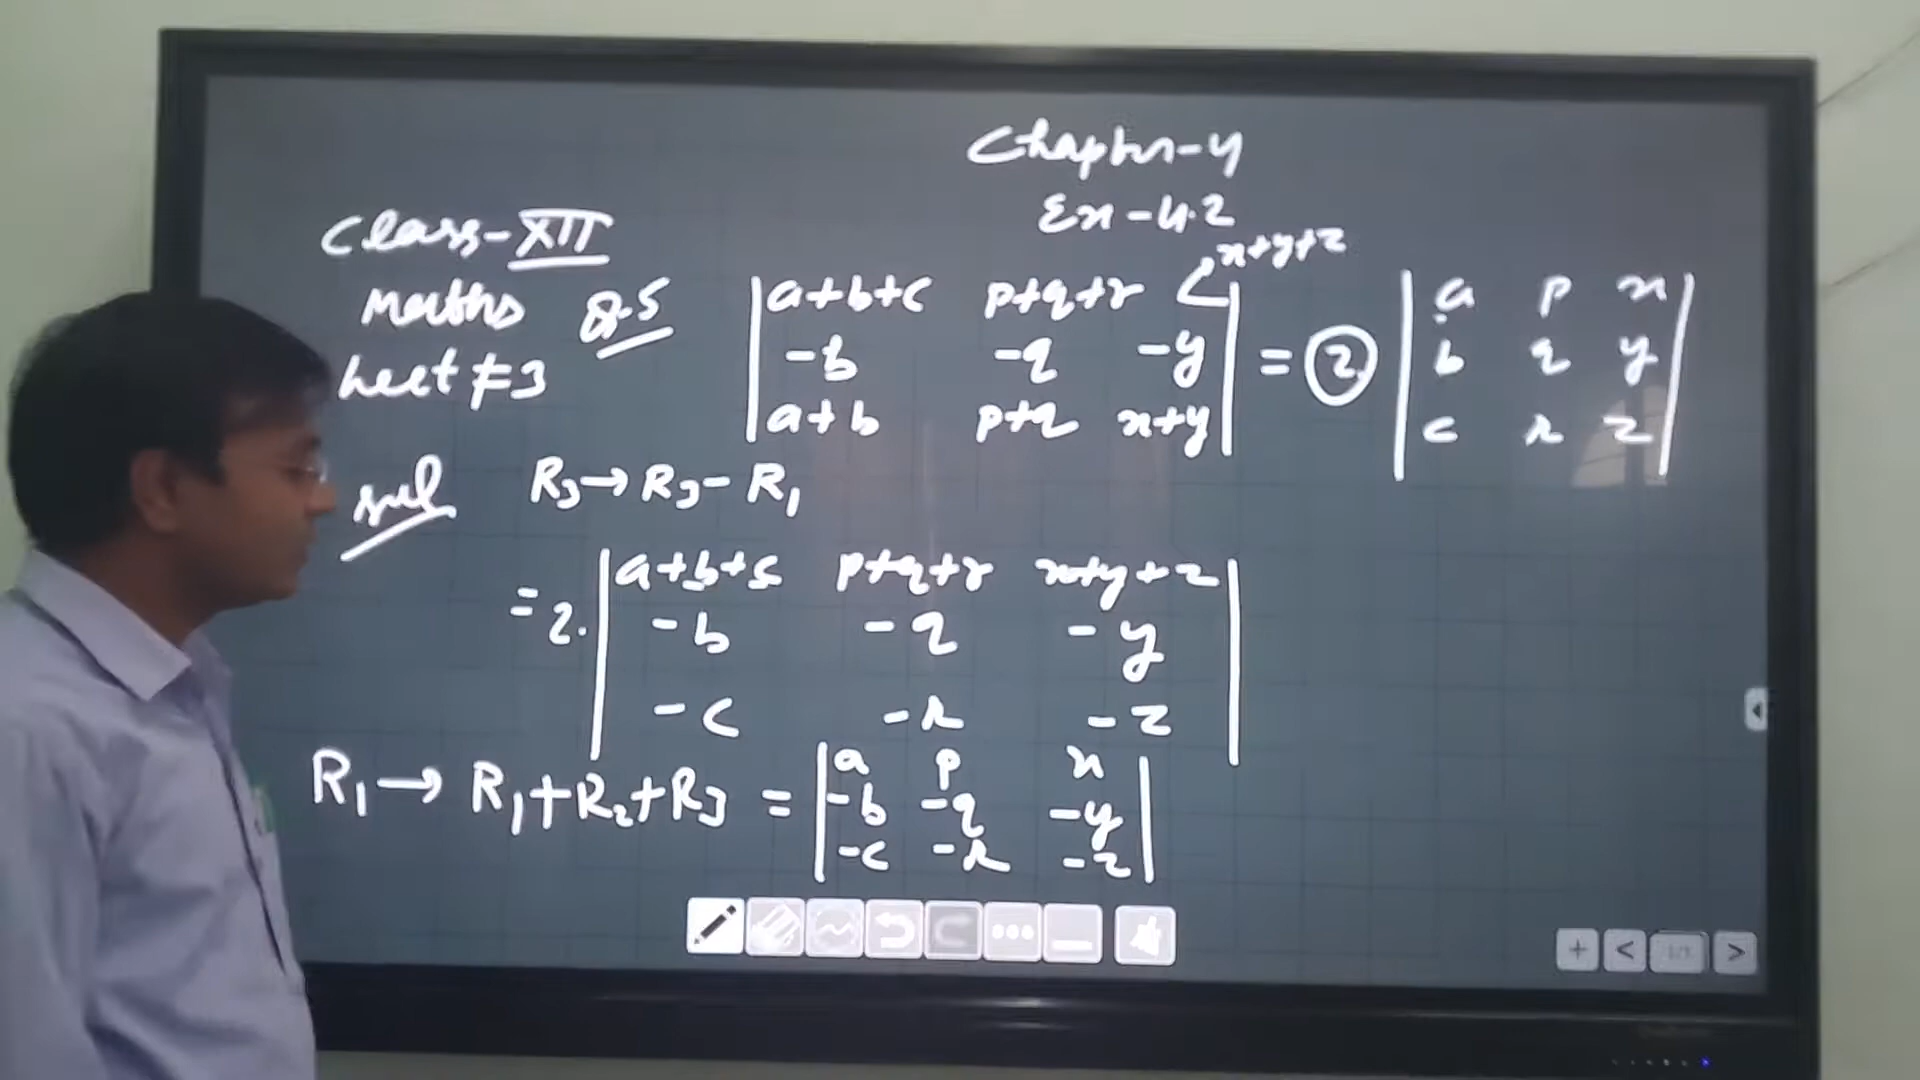 Chapter-4
Ex-4.2
Class-XII
Maths
Lect #3
Q.5
x+y+z
|a+b+c p+q+r| |a p x|
|-b -q -y| = 2. |b q y|
|a+b p+q x+y| |c r z|
Sol R3→R3-R1
|a+b+c p+q+r x+y+z|
=2. |-b -q -y|
|-c -r -z|
|a p x|
R1→R1+R2+R3 = |-b -q -y|
|-c -r -z|